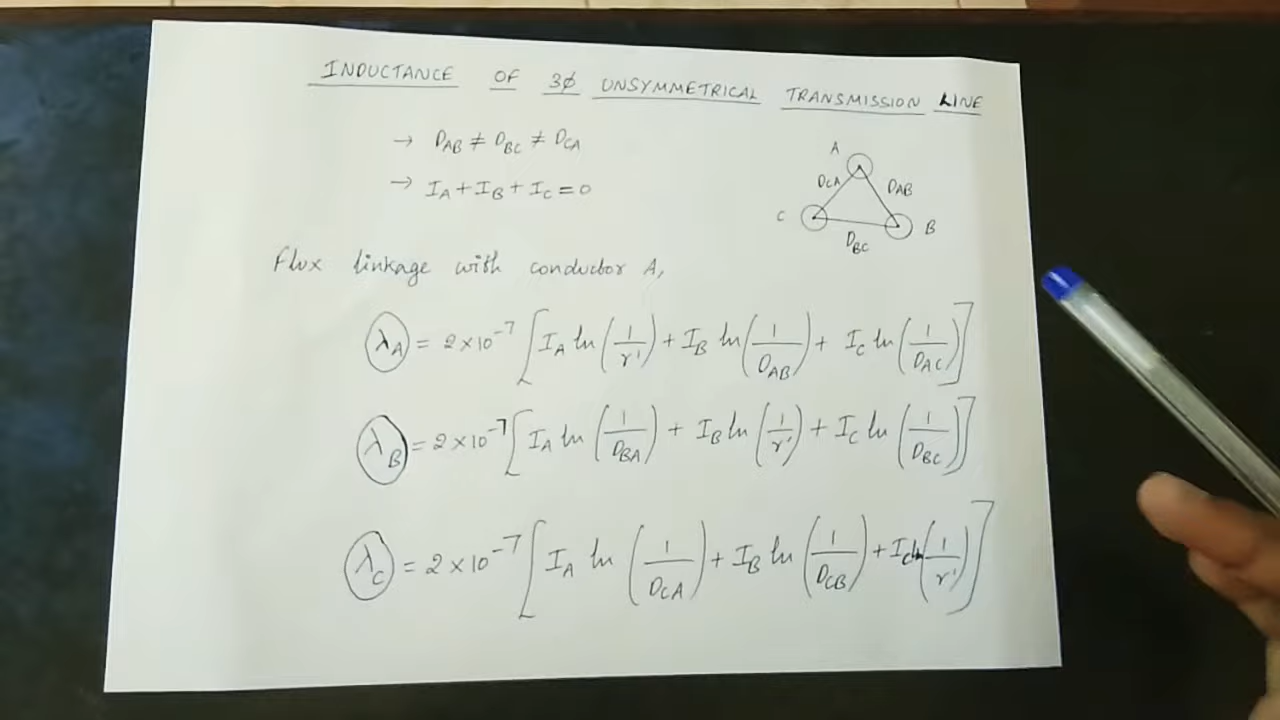 INDUCTANCE OF 3φ UNSYMMETRICAL TRANSMISSION LINE
→ D_AB ≠ D_BC ≠ D_CA
→ I_A + I_B + I_C = 0
A
D_CA D_AB
C B
D_BC
Flux linkage with conductor A,
λ_A = 2×10^-7 [I_A ln (1/r') + I_B ln (1/D_AB) + I_C ln (1/D_AC)]
λ_B = 2×10^-7 [I_A ln (1/D_BA) + I_B ln (1/r') + I_C ln (1/D_BC)]
λ_C = 2×10^-7 [I_A ln (1/D_CA) + I_B ln (1/D_CB) + I_C ln (1/r')]